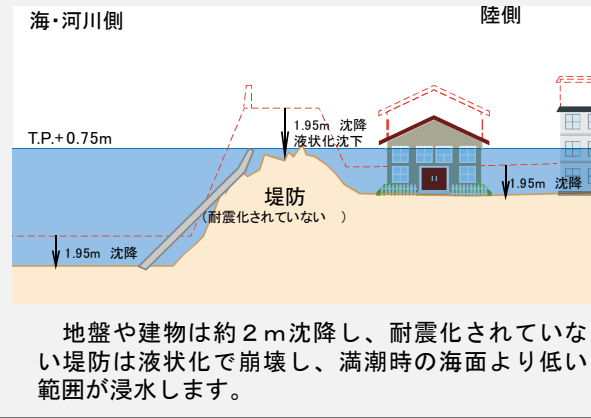 海・河川側
陸側
1.95m 沈降
液状化沈下
T.P.+0.75m
1.95m 沈降
堤防
(耐震化されていない )
1.95m 沈降
地盤や建物は約２ｍ沈降し、耐震化されていな
い堤防は液状化で崩壊し、満潮時の海面より低い
範囲が浸水します。